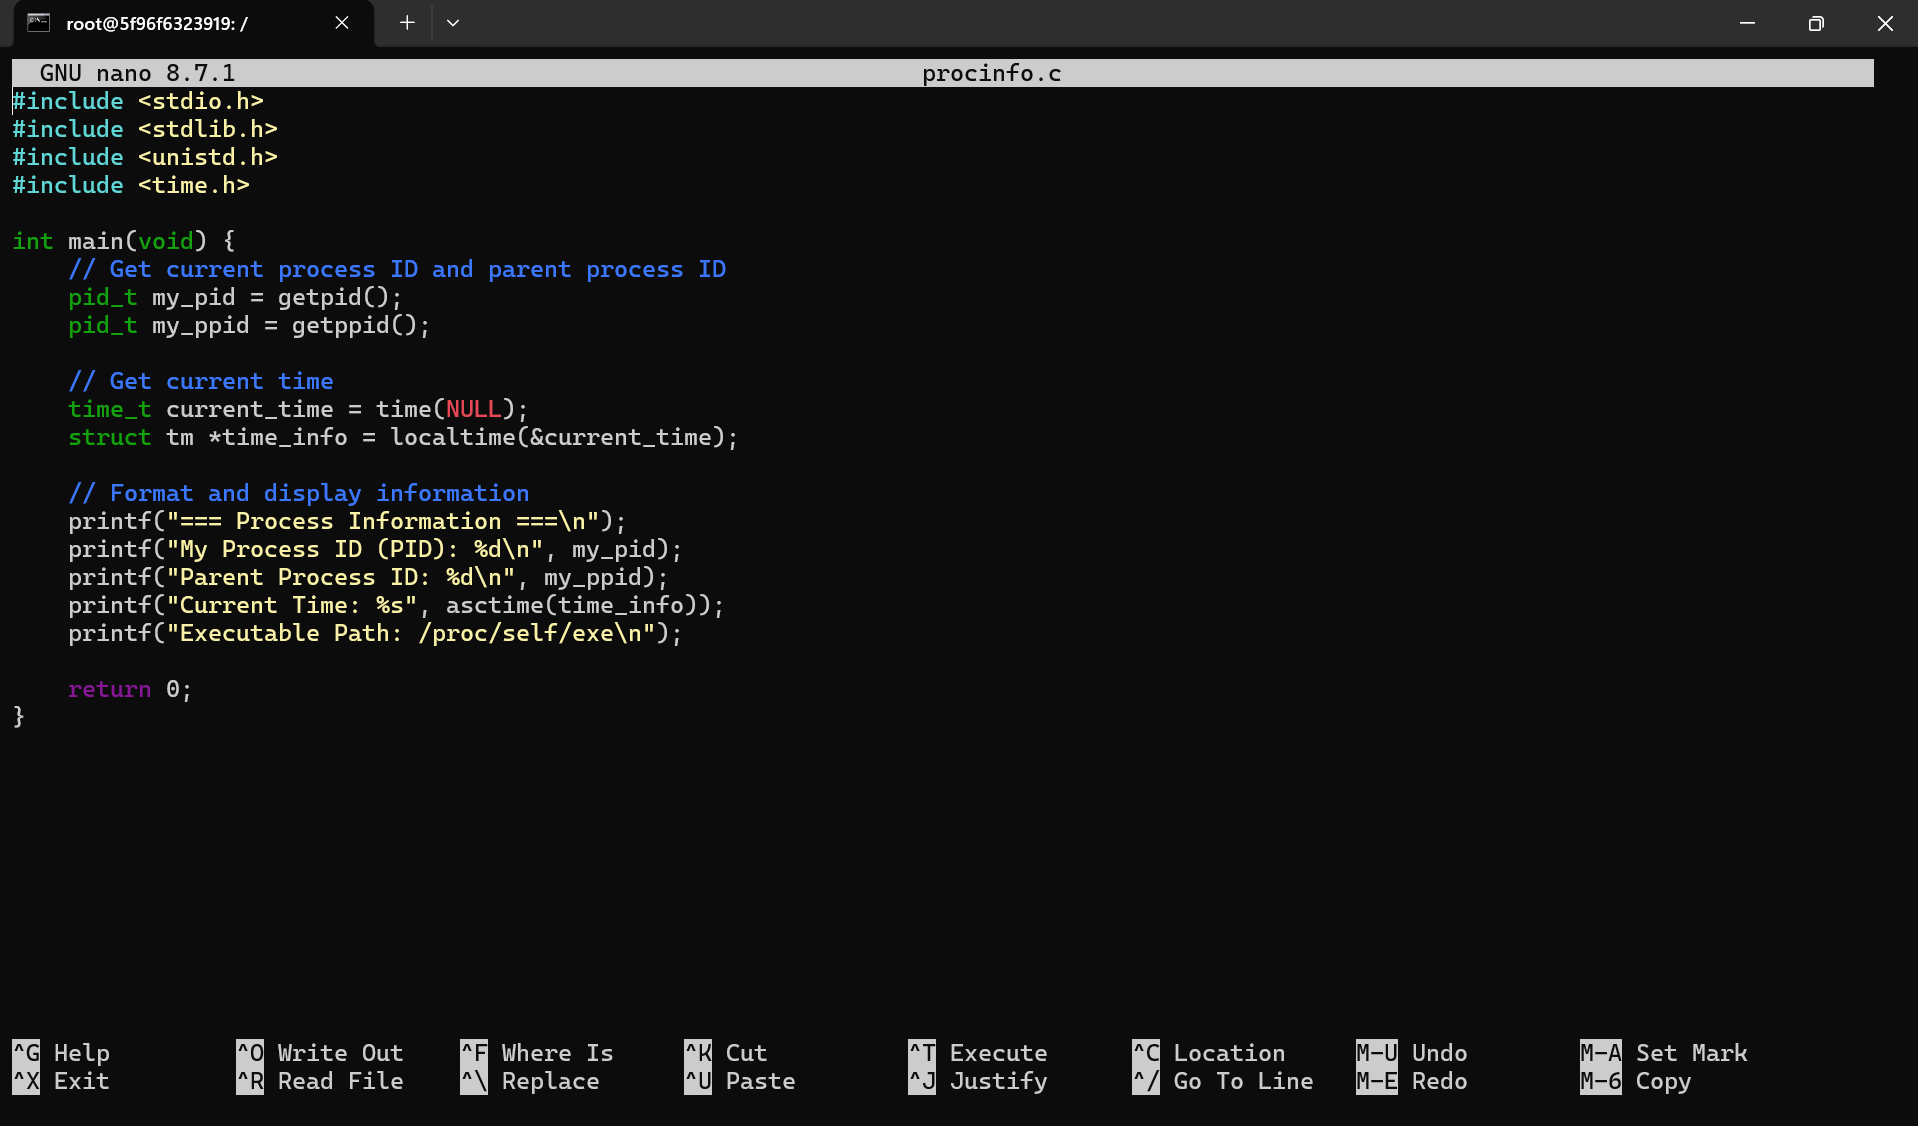 root@5f96f6323919: /
GNU nano 8.7.1 procinfo.c
#include <stdio.h>
#include <stdlib.h>
#include <unistd.h>
#include <time.h>
int main(void) {
    // Get current process ID and parent process ID
    pid_t my_pid = getpid();
    pid_t my_ppid = getppid();
    // Get current time
    time_t current_time = time(NULL);
    struct tm *time_info = localtime(&current_time);
    // Format and display information
    printf("=== Process Information ===\n");
    printf("My Process ID (PID): %d\n", my_pid);
    printf("Parent Process ID: %d\n", my_ppid);
    printf("Current Time: %s", asctime(time_info));
    printf("Executable Path: /proc/self/exe\n");
    return 0;
}
^G Help ^O Write Out ^F Where Is ^K Cut ^T Execute ^C Location M-U Undo M-A Set Mark
^X Exit ^R Read File ^\ Replace ^U Paste ^J Justify ^/ Go To Line M-E Redo M-6 Copy